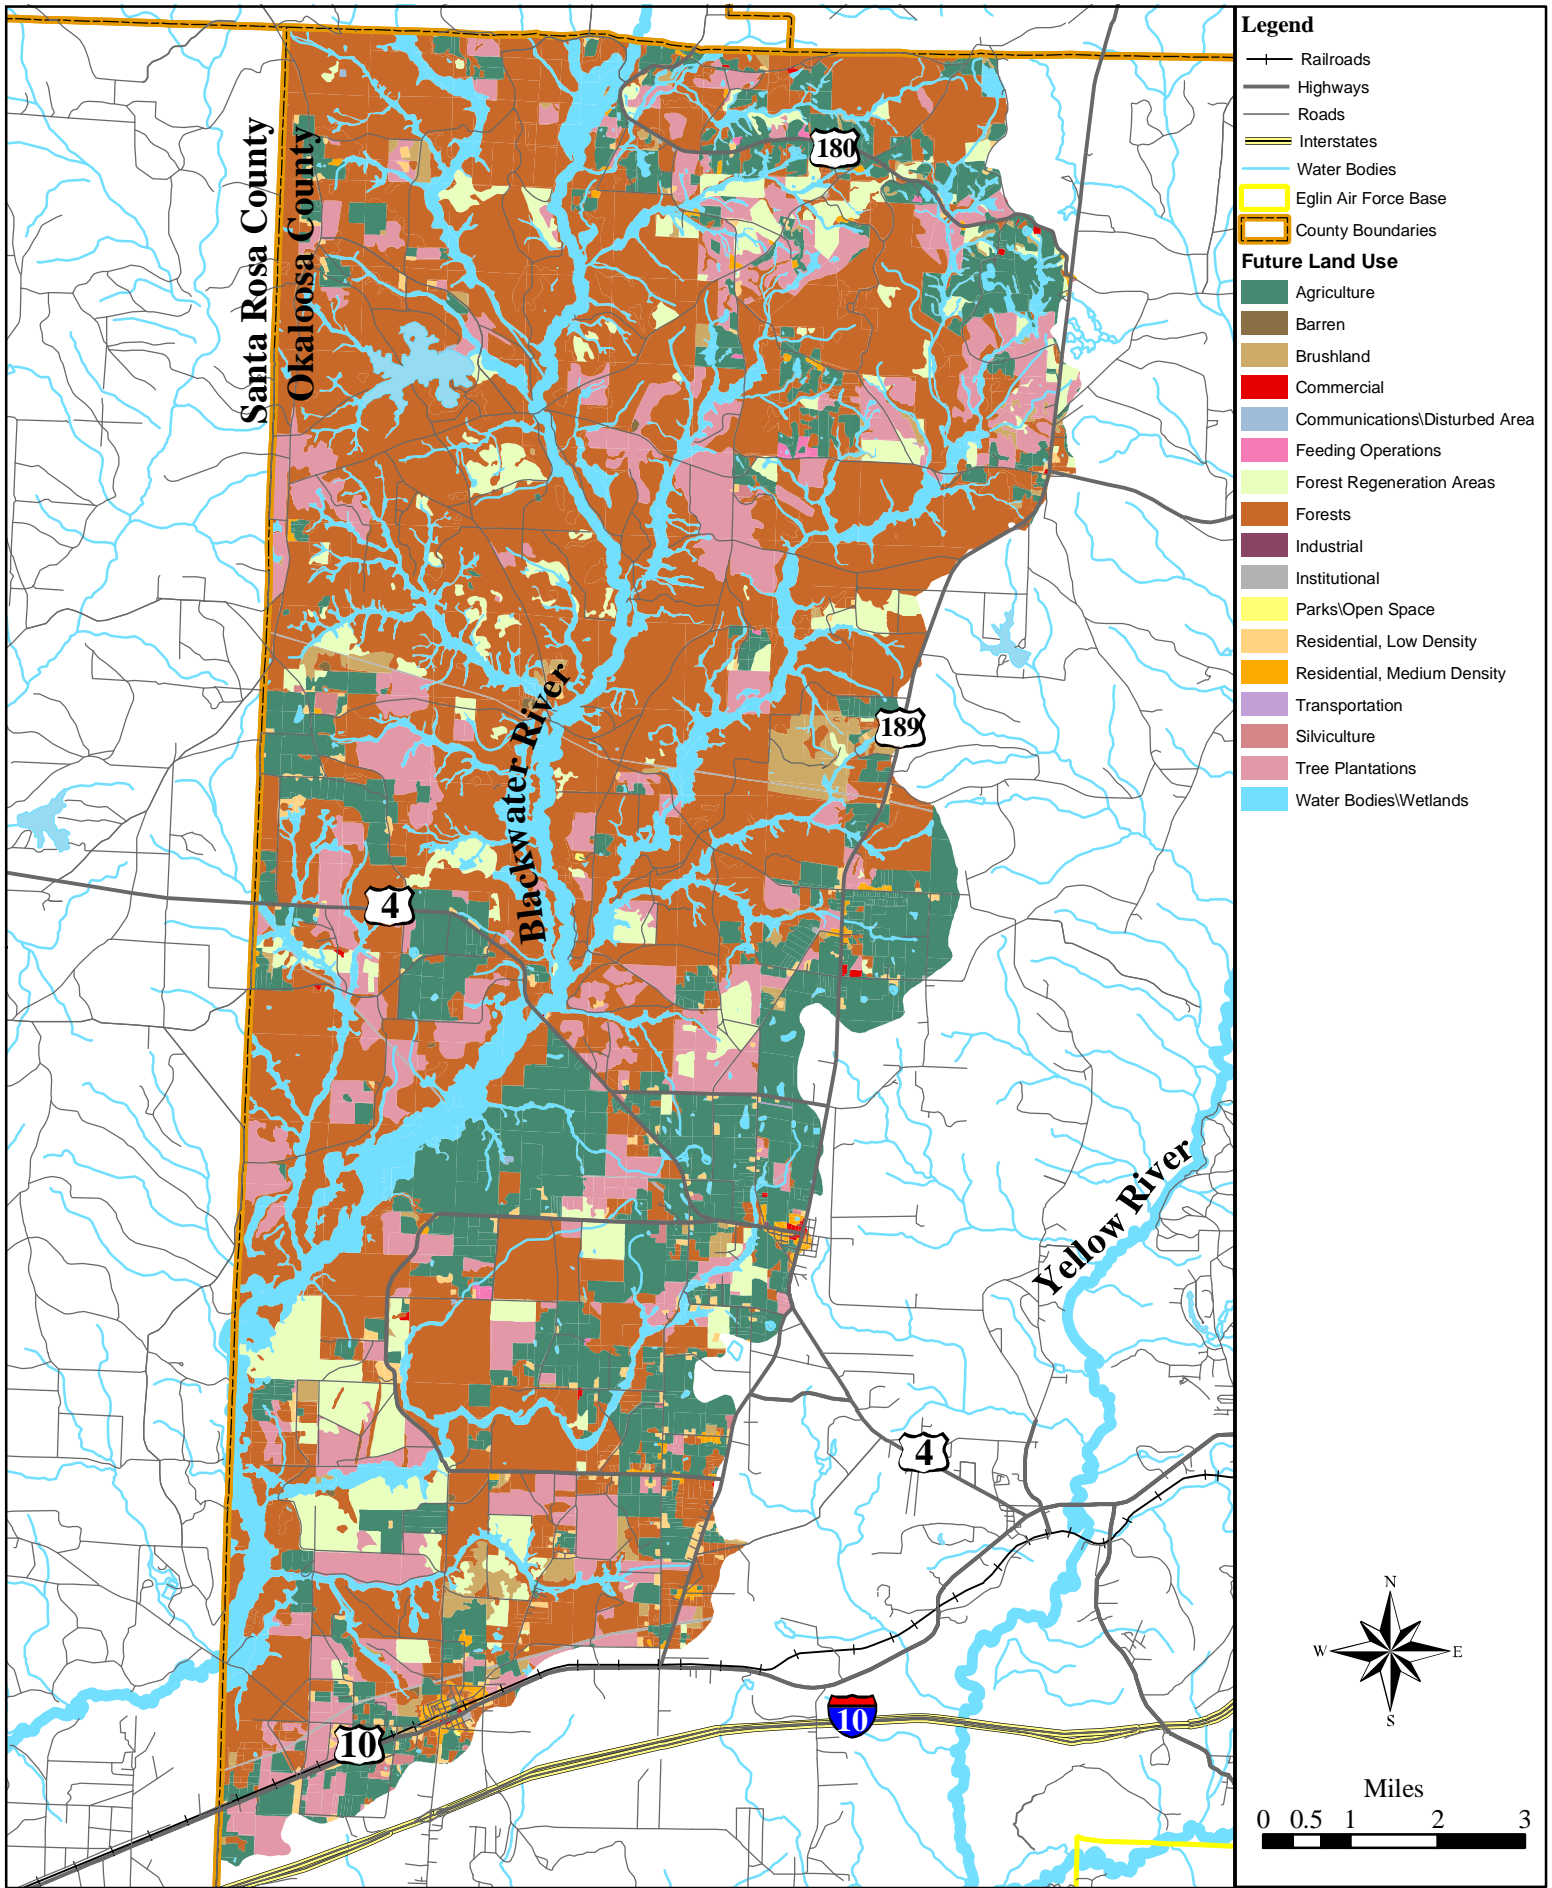 Santa Rosa County
Okaloosa County
180
189
Blackwater River
4
Yellow River
4
10
10
Legend
Railroads
Highways
Roads
Interstates
Water Bodies
Eglin Air Force Base
County Boundaries
Future Land Use
Agriculture
Barren
Brushland
Commercial
Communications\Disturbed Area
Feeding Operations
Forest Regeneration Areas
Forests
Industrial
Institutional
Parks\Open Space
Residential, Low Density
Residential, Medium Density
Transportation
Silviculture
Tree Plantations
Water Bodies\Wetlands
N
W E
S
Miles
0 0.5 1 2 3